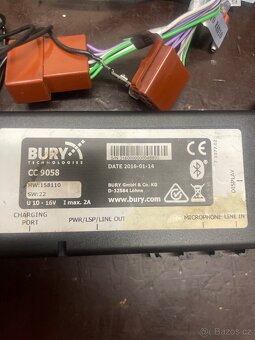 BURY
TECHNOLOGIES
CC 9058
HW:158110
SW:22
U 10 - 16V I max. 2A
DATE 2016-01-14
BURY GmbH & Co. KG
D-32584 Löhne
www.bury.com
DISPLAY
CHARGING
PORT
PWR/LSP/LINE OUT
MICROPHONE LINE IN
Bazoš.cz